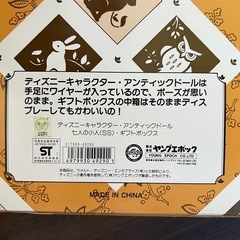 ディズニーキャラクター・アンティックドールは
手足にワイヤーが入っているので、ポーズが思い
のまま。ギフトボックスの中箱はそのままディス
プレーしてもかわいいの!
ディズニーキャラクター・アンティックドール
七人の小人(SS)・ギフトボックス
ST
4979930492901
株式会社 ヤングエポック
YOUNG EPOCH CO.,LTD
MADE IN CHINA